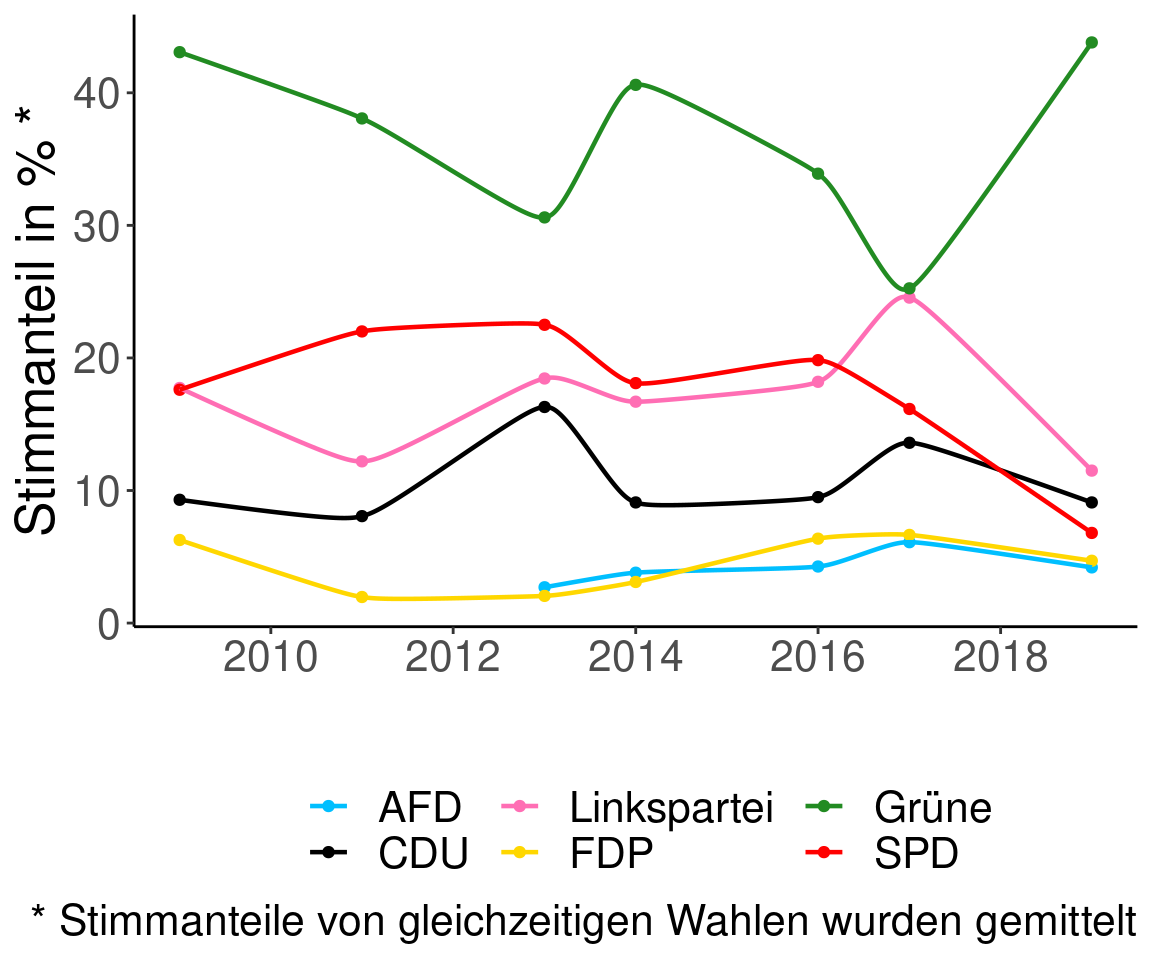 Stimmanteil in % *
40
30
20
10
0
2010 2012 2014 2016 2018
AFD Linkspartei Grüne
CDU FDP SPD
* Stimmanteile von gleichzeitigen Wahlen wurden gemittelt